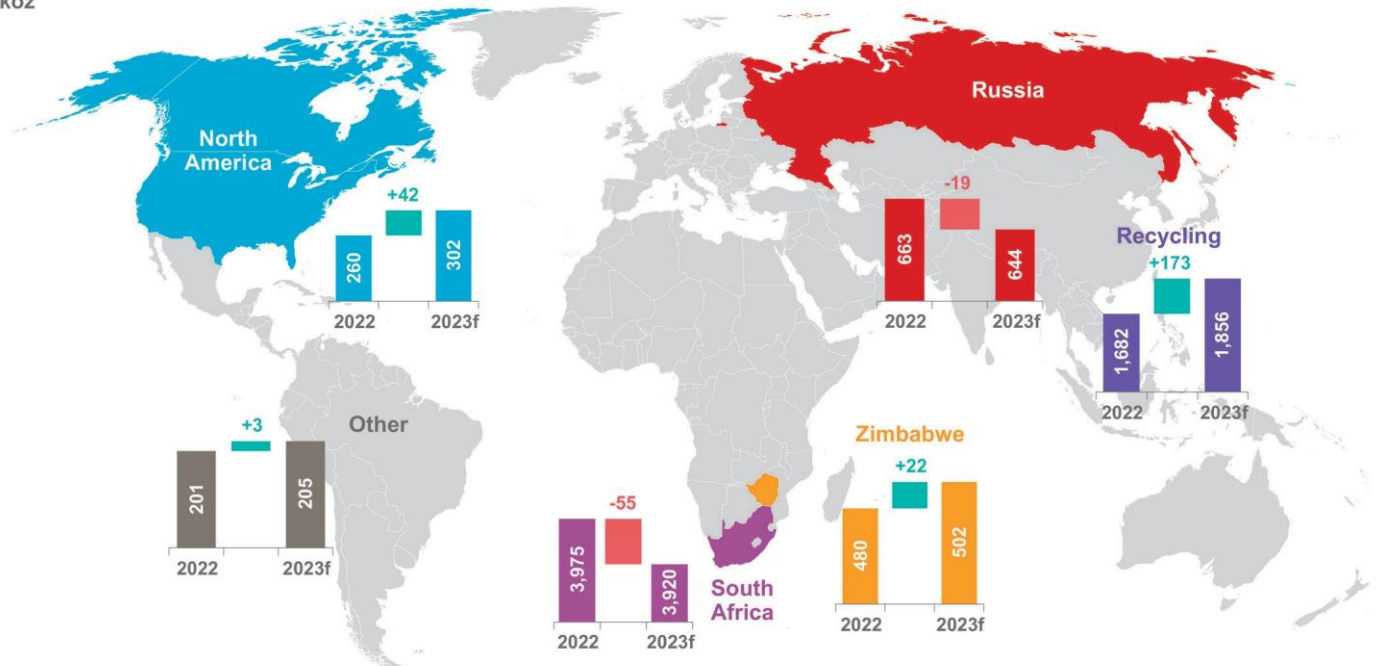 koz
North
America
+42
260
302
2022
2023f
Russia
-19
663
644
2022
2023f
Recycling
+173
1,682
1,856
2022
2023f
Other
+3
201
205
2022
2023f
-55
3,975
3,920
2022
2023f
South
Africa
Zimbabwe
+22
480
502
2022
2023f